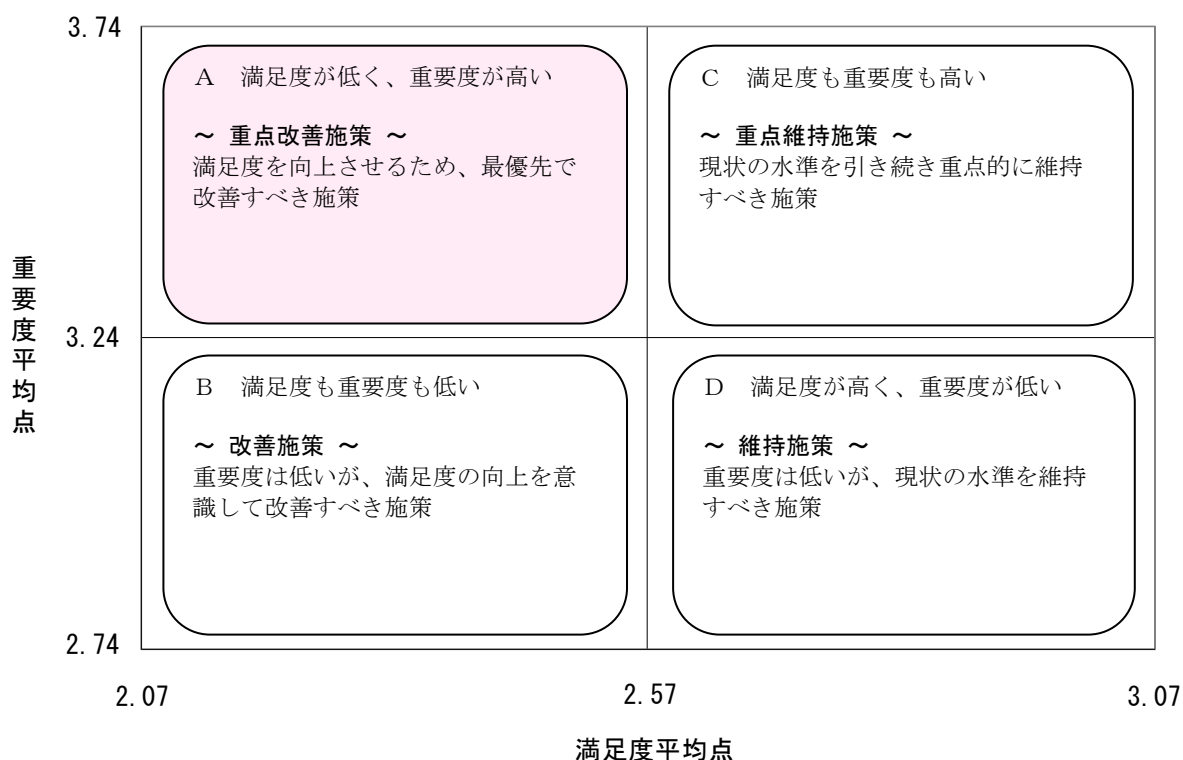 3.74
A 満足度が低く、重要度が高い
～ 重点改善施策 ～
満足度を向上させるため、最優先で
改善すべき施策
C 満足度も重要度も高い
～ 重点維持施策 ～
現状の水準を引き続き重点的に維持
すべき施策
重要度平均点
3.24
B 満足度も重要度も低い
～ 改善施策 ～
重要度は低いが、満足度の向上を意
識して改善すべき施策
D 満足度が高く、重要度が低い
～ 維持施策 ～
重要度は低いが、現状の水準を維持
すべき施策
2.74
2.07
2.57
3.07
満足度平均点